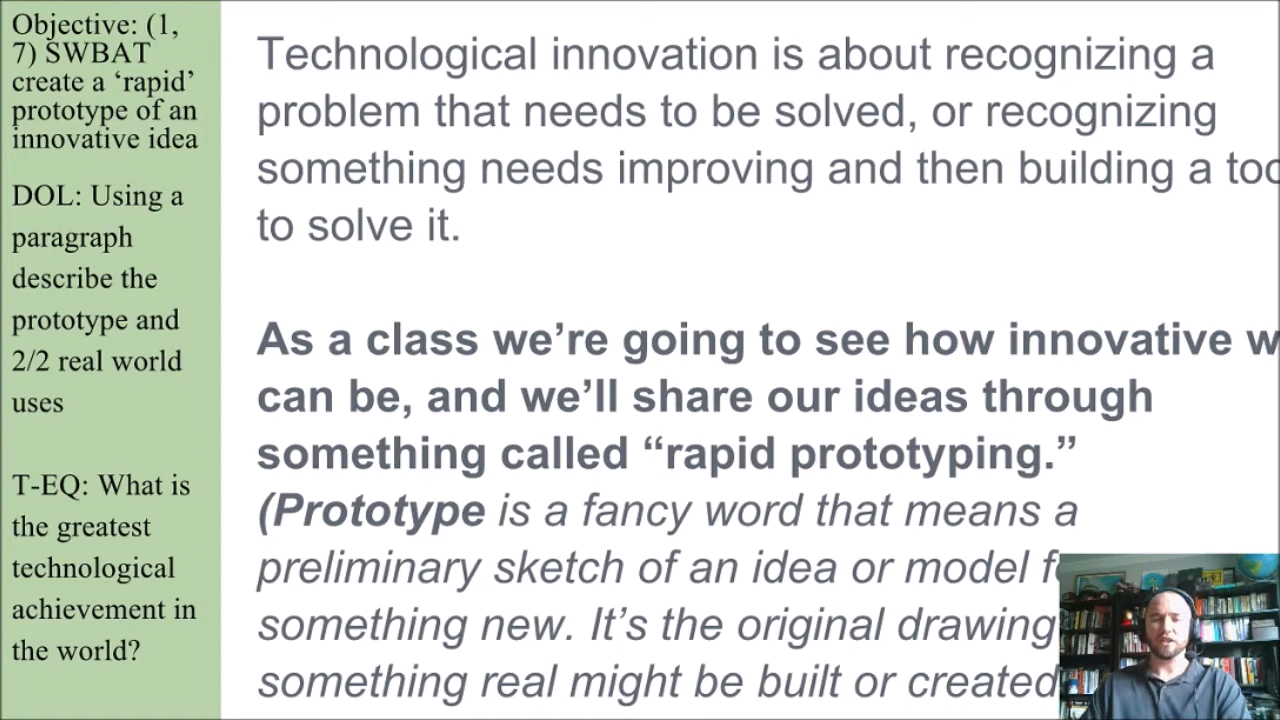 Objective: (1,
7) SWBAT
create a ‘rapid’
prototype of an
innovative idea
DOL: Using a
paragraph
describe the
prototype and
2/2 real world
uses
T-EQ: What is
the greatest
technological
achievement in
the world?
Technological innovation is about recognizing a
problem that needs to be solved, or recognizing
something needs improving and then building a
to solve it.
As a class we’re going to see how innovative
can be, and we’ll share our ideas through
something called “rapid prototyping.”
(Prototype is a fancy word that means a
preliminary sketch of an idea or model
something new. It’s the original drawing
something real might be built or created